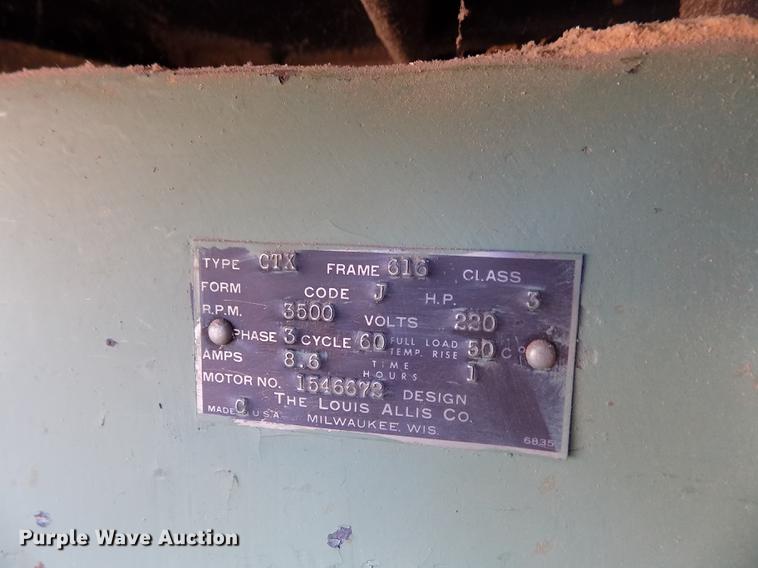 TYPE CTX FRAME 616 CLASS
FORM CODE J H.P. 3
R.P.M. 3500 VOLTS 220
PHASE 3 CYCLE 60 FULL LOAD TEMP. RISE 50 C°
AMPS 8.6 TIME HOURS 1
MOTOR NO. 1546678 DESIGN
C THE LOUIS ALLIS CO.
MADE U.S.A. MILWAUKEE, WIS.
6835
Purple Wave Auction